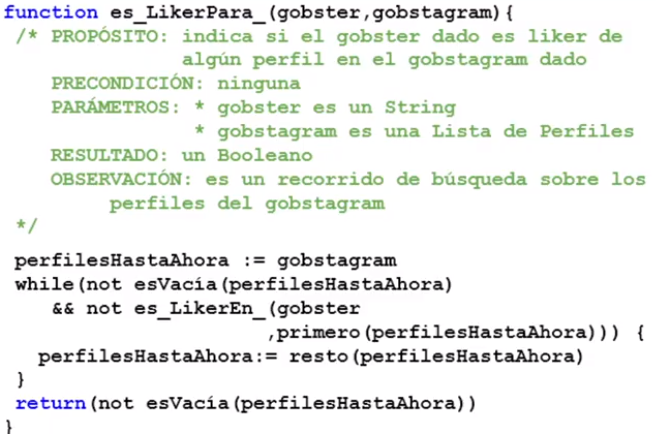 function es_LikerPara_(gobster,gobstagram){
/* PROPÓSITO: indica si el gobster dado es liker de
algún perfil en el gobstagram dado
PRECONDICIÓN: ninguna
PARÁMETROS: * gobster es un String
* gobstagram es una Lista de Perfiles
RESULTADO: un Booleano
OBSERVACIÓN: es un recorrido de búsqueda sobre los
perfiles del gobstagram
*/
perfilesHastaAhora := gobstagram
while(not esVacía(perfilesHastaAhora)
&& not es_LikerEn_(gobster
,primero(perfilesHastaAhora))) {
perfilesHastaAhora:= resto(perfilesHastaAhora)
}
return(not esVacía(perfilesHastaAhora))
}